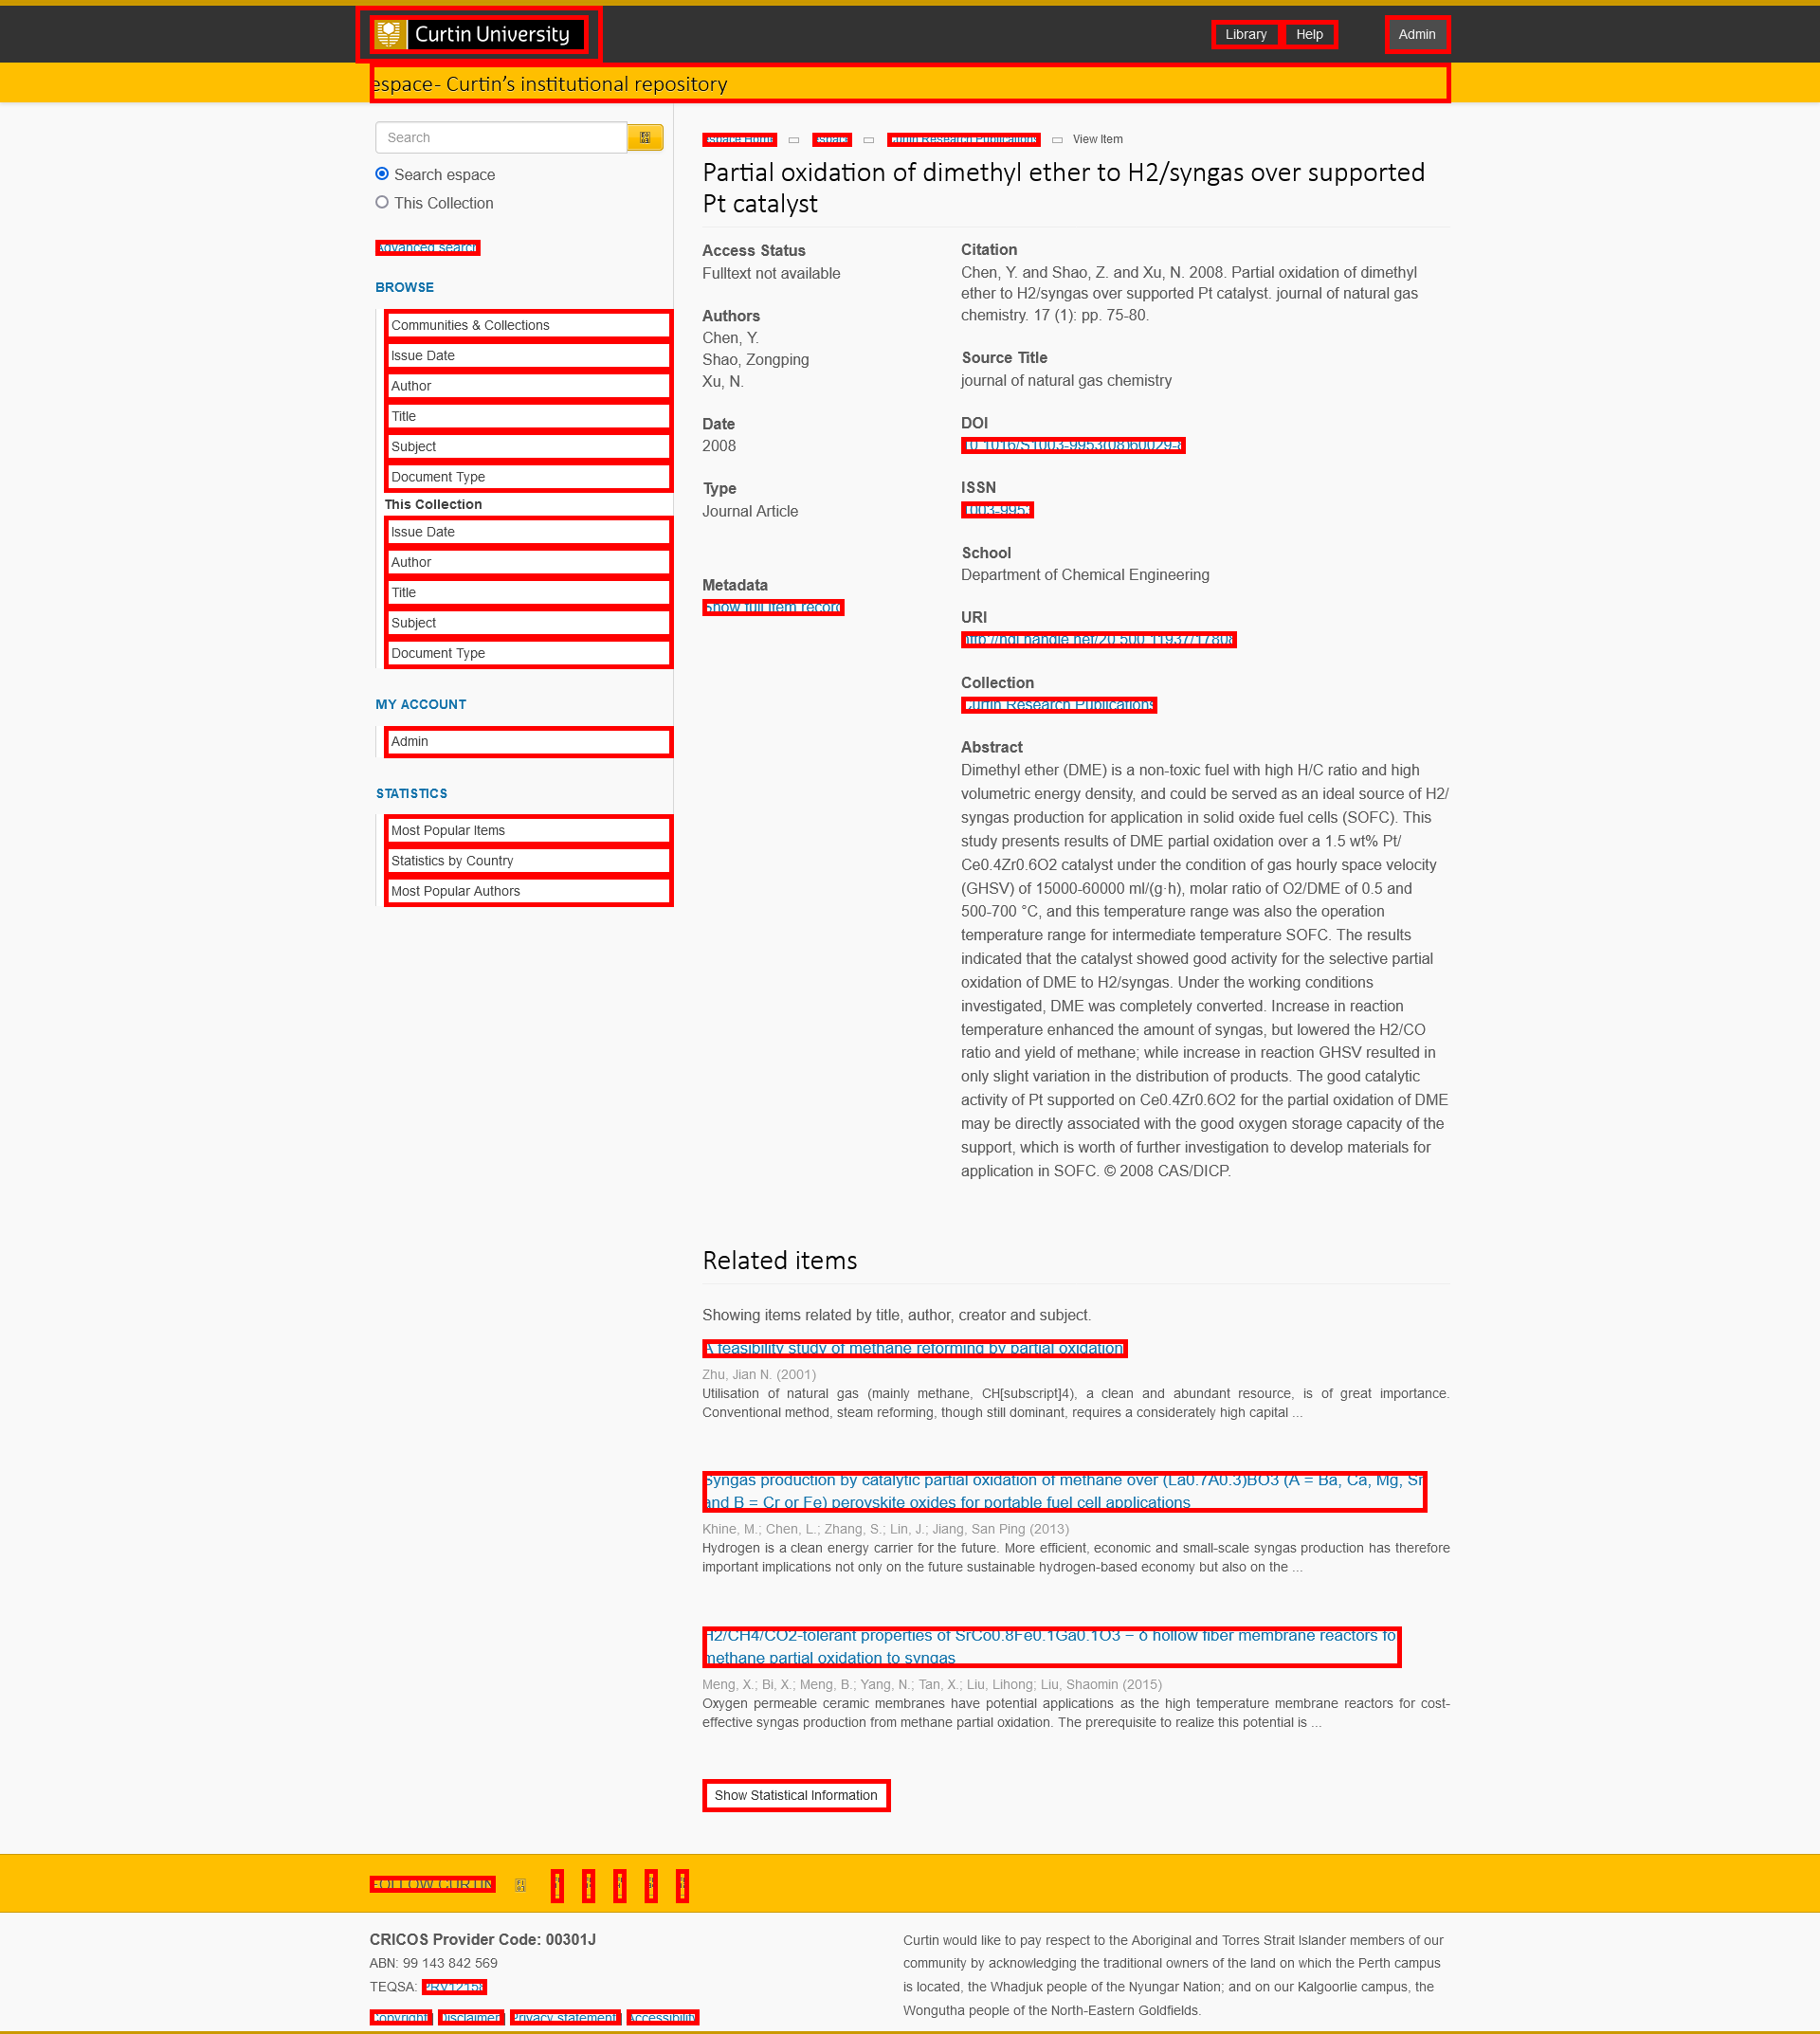 Curtin University
Library
Help
Admin
espace - Curtin's institutional repository
Search
Search espace
This Collection
Advanced search
BROWSE
Communities & Collections
Issue Date
Author
Title
Subject
Document Type
This Collection
Issue Date
Author
Title
Subject
Document Type
MY ACCOUNT
Admin
STATISTICS
Most Popular Items
Statistics by Country
Most Popular Authors
espace Home
espace
Curtin Research Publications
View Item
Partial oxidation of dimethyl ether to H2/syngas over supported
Pt catalyst
Access Status
Fulltext not available
Authors
Chen, Y.
Shao, Zongping
Xu, N.
Date
2008
Type
Journal Article
Metadata
Show full item record
Citation
Chen, Y. and Shao, Z. and Xu, N. 2008. Partial oxidation of dimethyl
ether to H2/syngas over supported Pt catalyst. journal of natural gas
chemistry. 17 (1): pp. 75-80.
Source Title
journal of natural gas chemistry
DOI
10.1016/S1003-9953(08)60029-8
ISSN
1003-9953
School
Department of Chemical Engineering
URI
http://hdl.handle.net/20.500.11937/17808
Collection
Curtin Research Publications
Abstract
Dimethyl ether (DME) is a non-toxic fuel with high H/C ratio and high
volumetric energy density, and could be served as an ideal source of H2/
syngas production for application in solid oxide fuel cells (SOFC). This
study presents results of DME partial oxidation over a 1.5 wt% Pt/
Ce0.4Zr0.6O2 catalyst under the condition of gas hourly space velocity
(GHSV) of 15000-60000 ml/(g·h), molar ratio of O2/DME of 0.5 and
500-700 °C, and this temperature range was also the operation
temperature range for intermediate temperature SOFC. The results
indicated that the catalyst showed good activity for the selective partial
oxidation of DME to H2/syngas. Under the working conditions
investigated, DME was completely converted. Increase in reaction
temperature enhanced the amount of syngas, but lowered the H2/CO
ratio and yield of methane; while increase in reaction GHSV resulted in
only slight variation in the distribution of products. The good catalytic
activity of Pt supported on Ce0.4Zr0.6O2 for the partial oxidation of DME
may be directly associated with the good oxygen storage capacity of the
support, which is worth of further investigation to develop materials for
application in SOFC. © 2008 CAS/DICP.
Related items
Showing items related by title, author, creator and subject.
A feasibility study of methane reforming by partial oxidation
Zhu, Jian N. (2001)
Utilisation of natural gas (mainly methane, CH[subscript]4), a clean and abundant resource, is of great importance.
Conventional method, steam reforming, though still dominant, requires a considerately high capital ...
Syngas production by catalytic partial oxidation of methane over (La0.7A0.3)BO3 (A = Ba, Ca, Mg, Sr
and B = Cr or Fe) perovskite oxides for portable fuel cell applications
Khine, M.; Chen, L.; Zhang, S.; Lin, J.; Jiang, San Ping (2013)
Hydrogen is a clean energy carrier for the future. More efficient, economic and small-scale syngas production has therefore
important implications not only on the future sustainable hydrogen-based economy but also on the ...
H2/CH4/CO2-tolerant properties of SrCo0.8Fe0.1Ga0.1O3 − δ hollow fiber membrane reactors for
methane partial oxidation to syngas
Meng, X.; Bi, X.; Meng, B.; Yang, N.; Tan, X.; Liu, Lihong; Liu, Shaomin (2015)
Oxygen permeable ceramic membranes have potential applications as the high temperature membrane reactors for cost-
effective syngas production from methane partial oxidation. The prerequisite to realize this potential is ...
Show Statistical Information
FOLLOW CURTIN
CRICOS Provider Code: 00301J
ABN: 99 143 842 569
TEQSA: PRV12158
Copyright Disclaimer Privacy statement Accessibility
Curtin would like to pay respect to the Aboriginal and Torres Strait Islander members of our
community by acknowledging the traditional owners of the land on which the Perth campus
is located, the Whadjuk people of the Nyungar Nation; and on our Kalgoorlie campus, the
Wongutha people of the North-Eastern Goldfields.